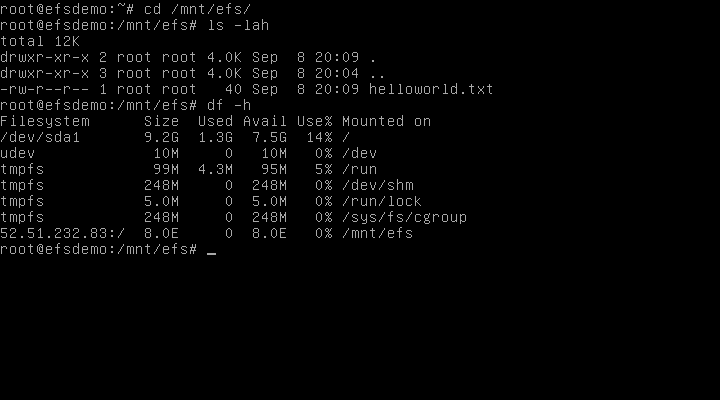 root@efsdemo:~# cd /mnt/efs/
root@efsdemo:/mnt/efs# ls -lah
total 12K
drwxr-xr-x 2 root root 4.0K Sep  8 20:09 .
drwxr-xr-x 3 root root 4.0K Sep  8 20:04 ..
-rw-r--r-- 1 root root   40 Sep  8 20:09 helloworld.txt
root@efsdemo:/mnt/efs# df -h
Filesystem      Size  Used Avail Use% Mounted on
/dev/sda1       9.2G  1.3G  7.5G  14% /
udev             10M     0   10M   0% /dev
tmpfs            99M  4.3M   95M   5% /run
tmpfs           248M     0  248M   0% /dev/shm
tmpfs           5.0M     0  5.0M   0% /run/lock
tmpfs           248M     0  248M   0% /sys/fs/cgroup
52.51.232.83:/  8.0E     0  8.0E   0% /mnt/efs
root@efsdemo:/mnt/efs# _